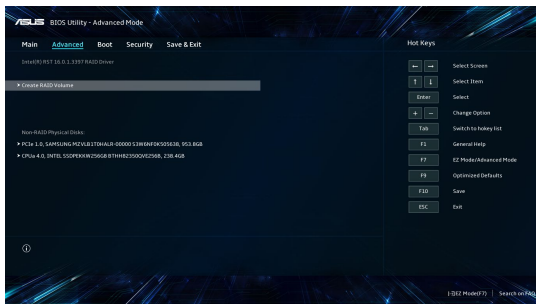 ASUS BIOS Utility - Advanced Mode
Main Advanced Boot Security Save & Exit
Intel(R) RST 16.0.1.3397 RAID Driver
Create RAID Volume
Non-RAID Physical Disks:
PCIe 1.0, SAMSUNG MZVLB1T0HALR-00000 S3W6NF0K505638, 953.8GB
CPUa 4.0, INTEL SSDPEKKW256G8 BTHH82350QVE256B, 238.4GB
Hot Keys
← → Select Screen
↑ ↓ Select Item
Enter Select
+ − Change Option
Tab Switch to hokey list
F1 General Help
F7 EZ Mode/Advanced Mode
F9 Optimized Defaults
F10 Save
ESC Exit
EZ Mode(F7) | Search on FAQ